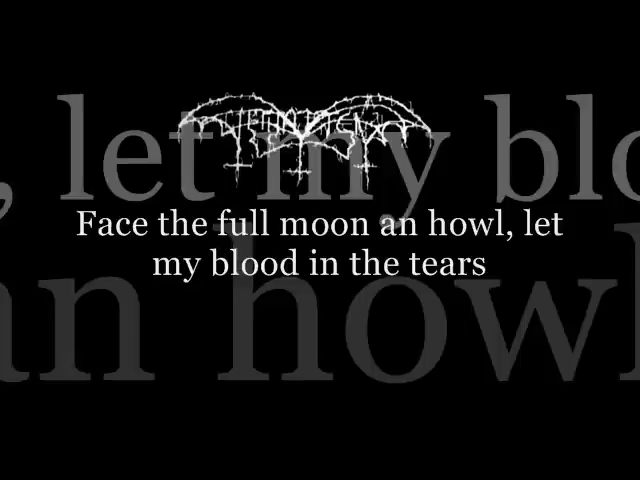 , let my blo
Face the full moon an howl, let
my blood in the tears
an howl